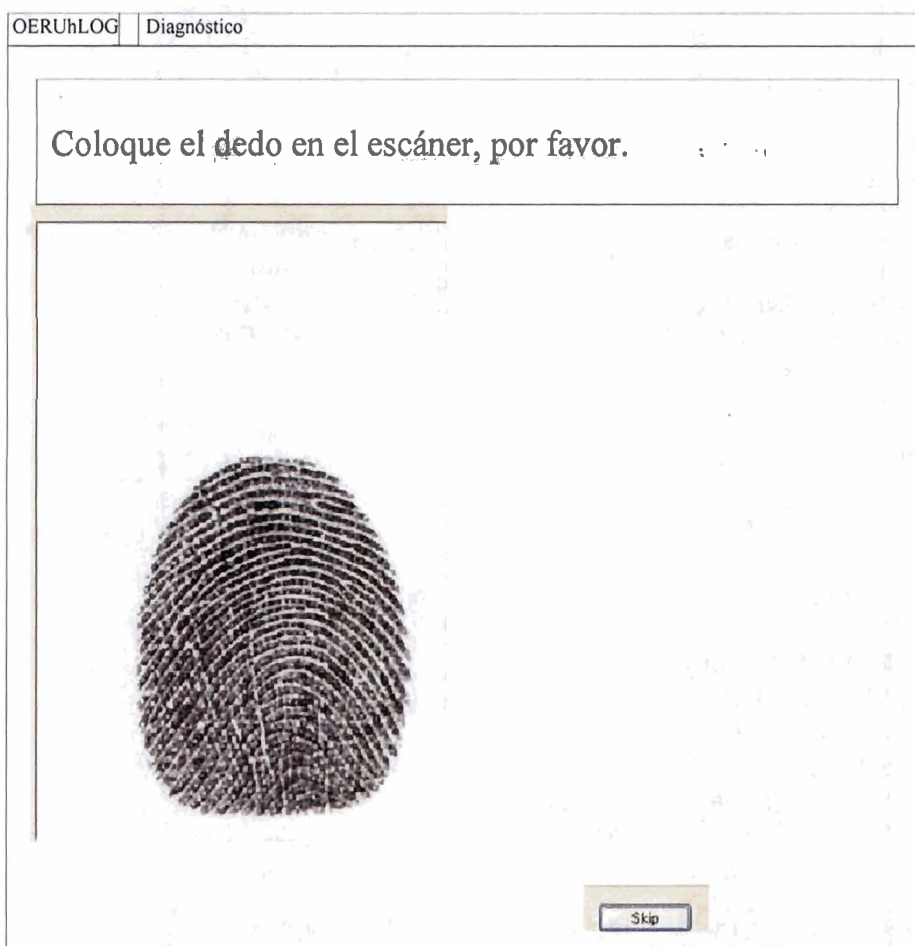 OERUhLOG Diagnóstico
Coloque el dedo en el escáner, por favor.
Skip